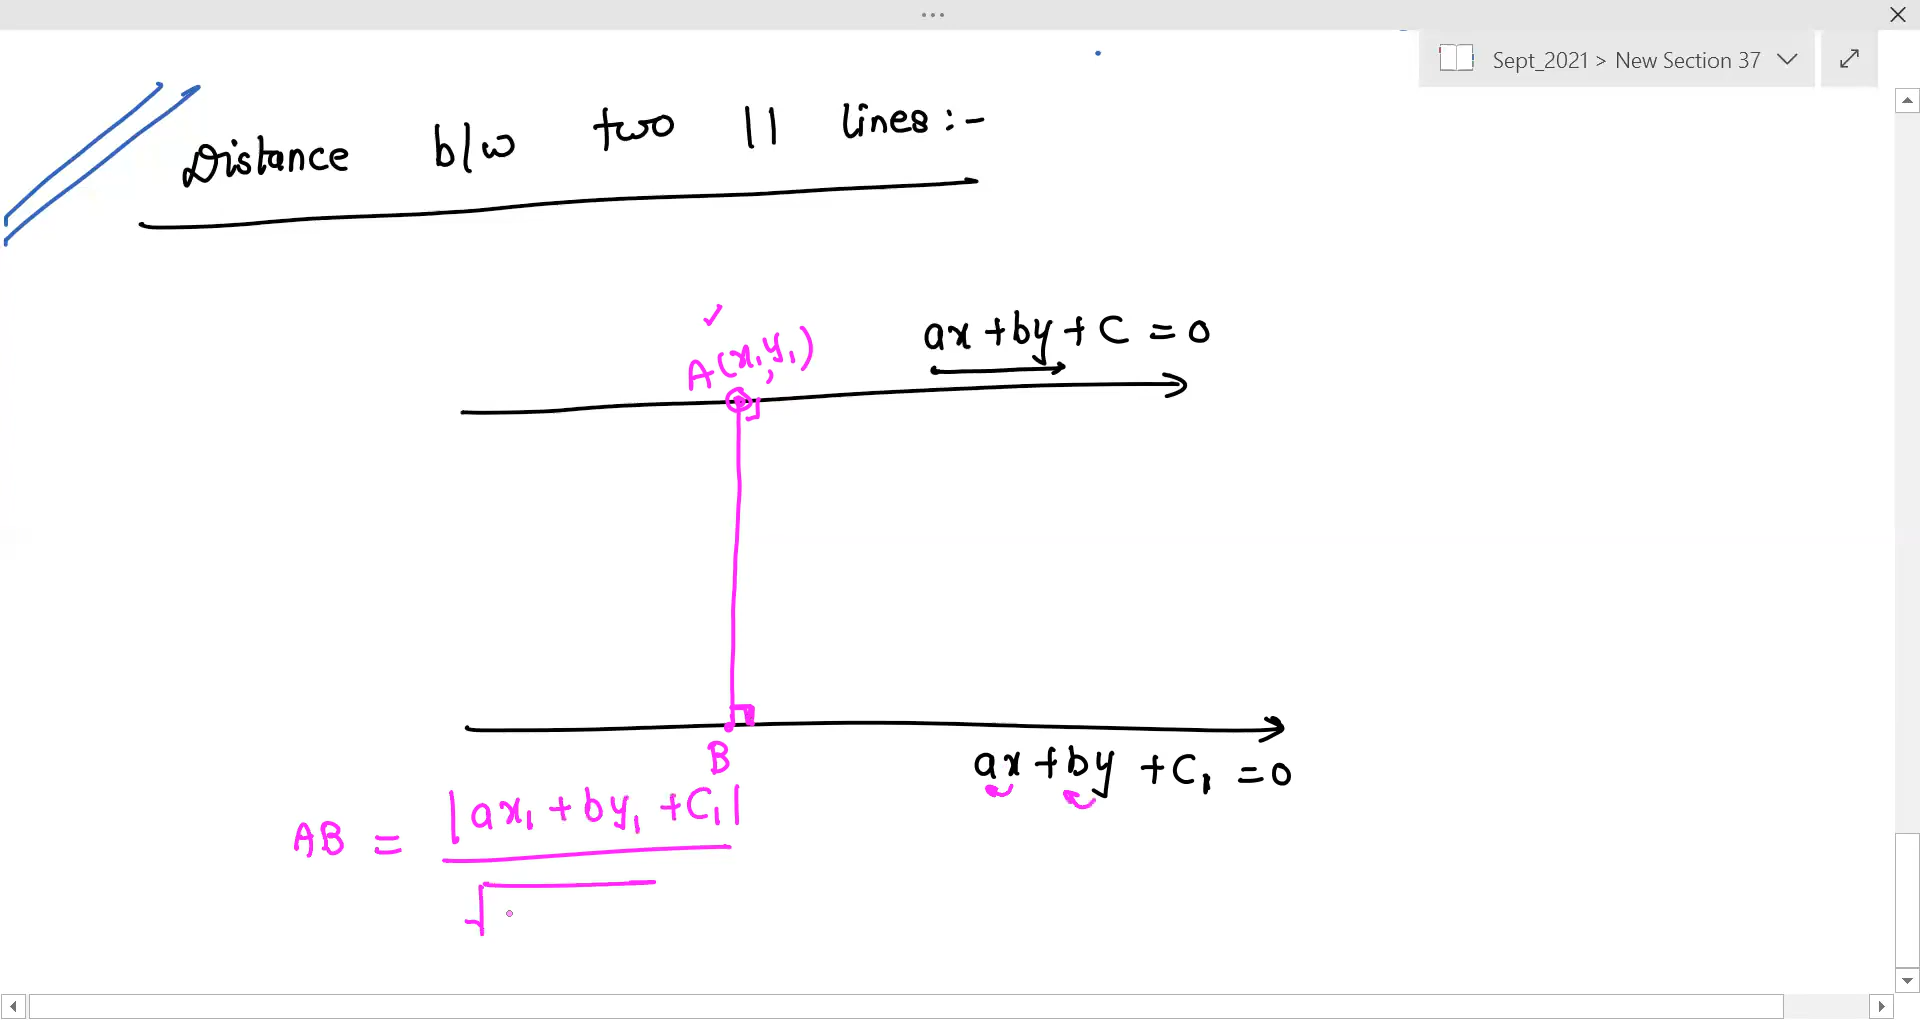 ...
Sept_2021 > New Section 37
Distance b/w two || lines :-
A(x₁, y₁)
ax + by + C = 0
B
ax + by + C₁ = 0
AB = |ax₁ + by₁ + C₁| / √